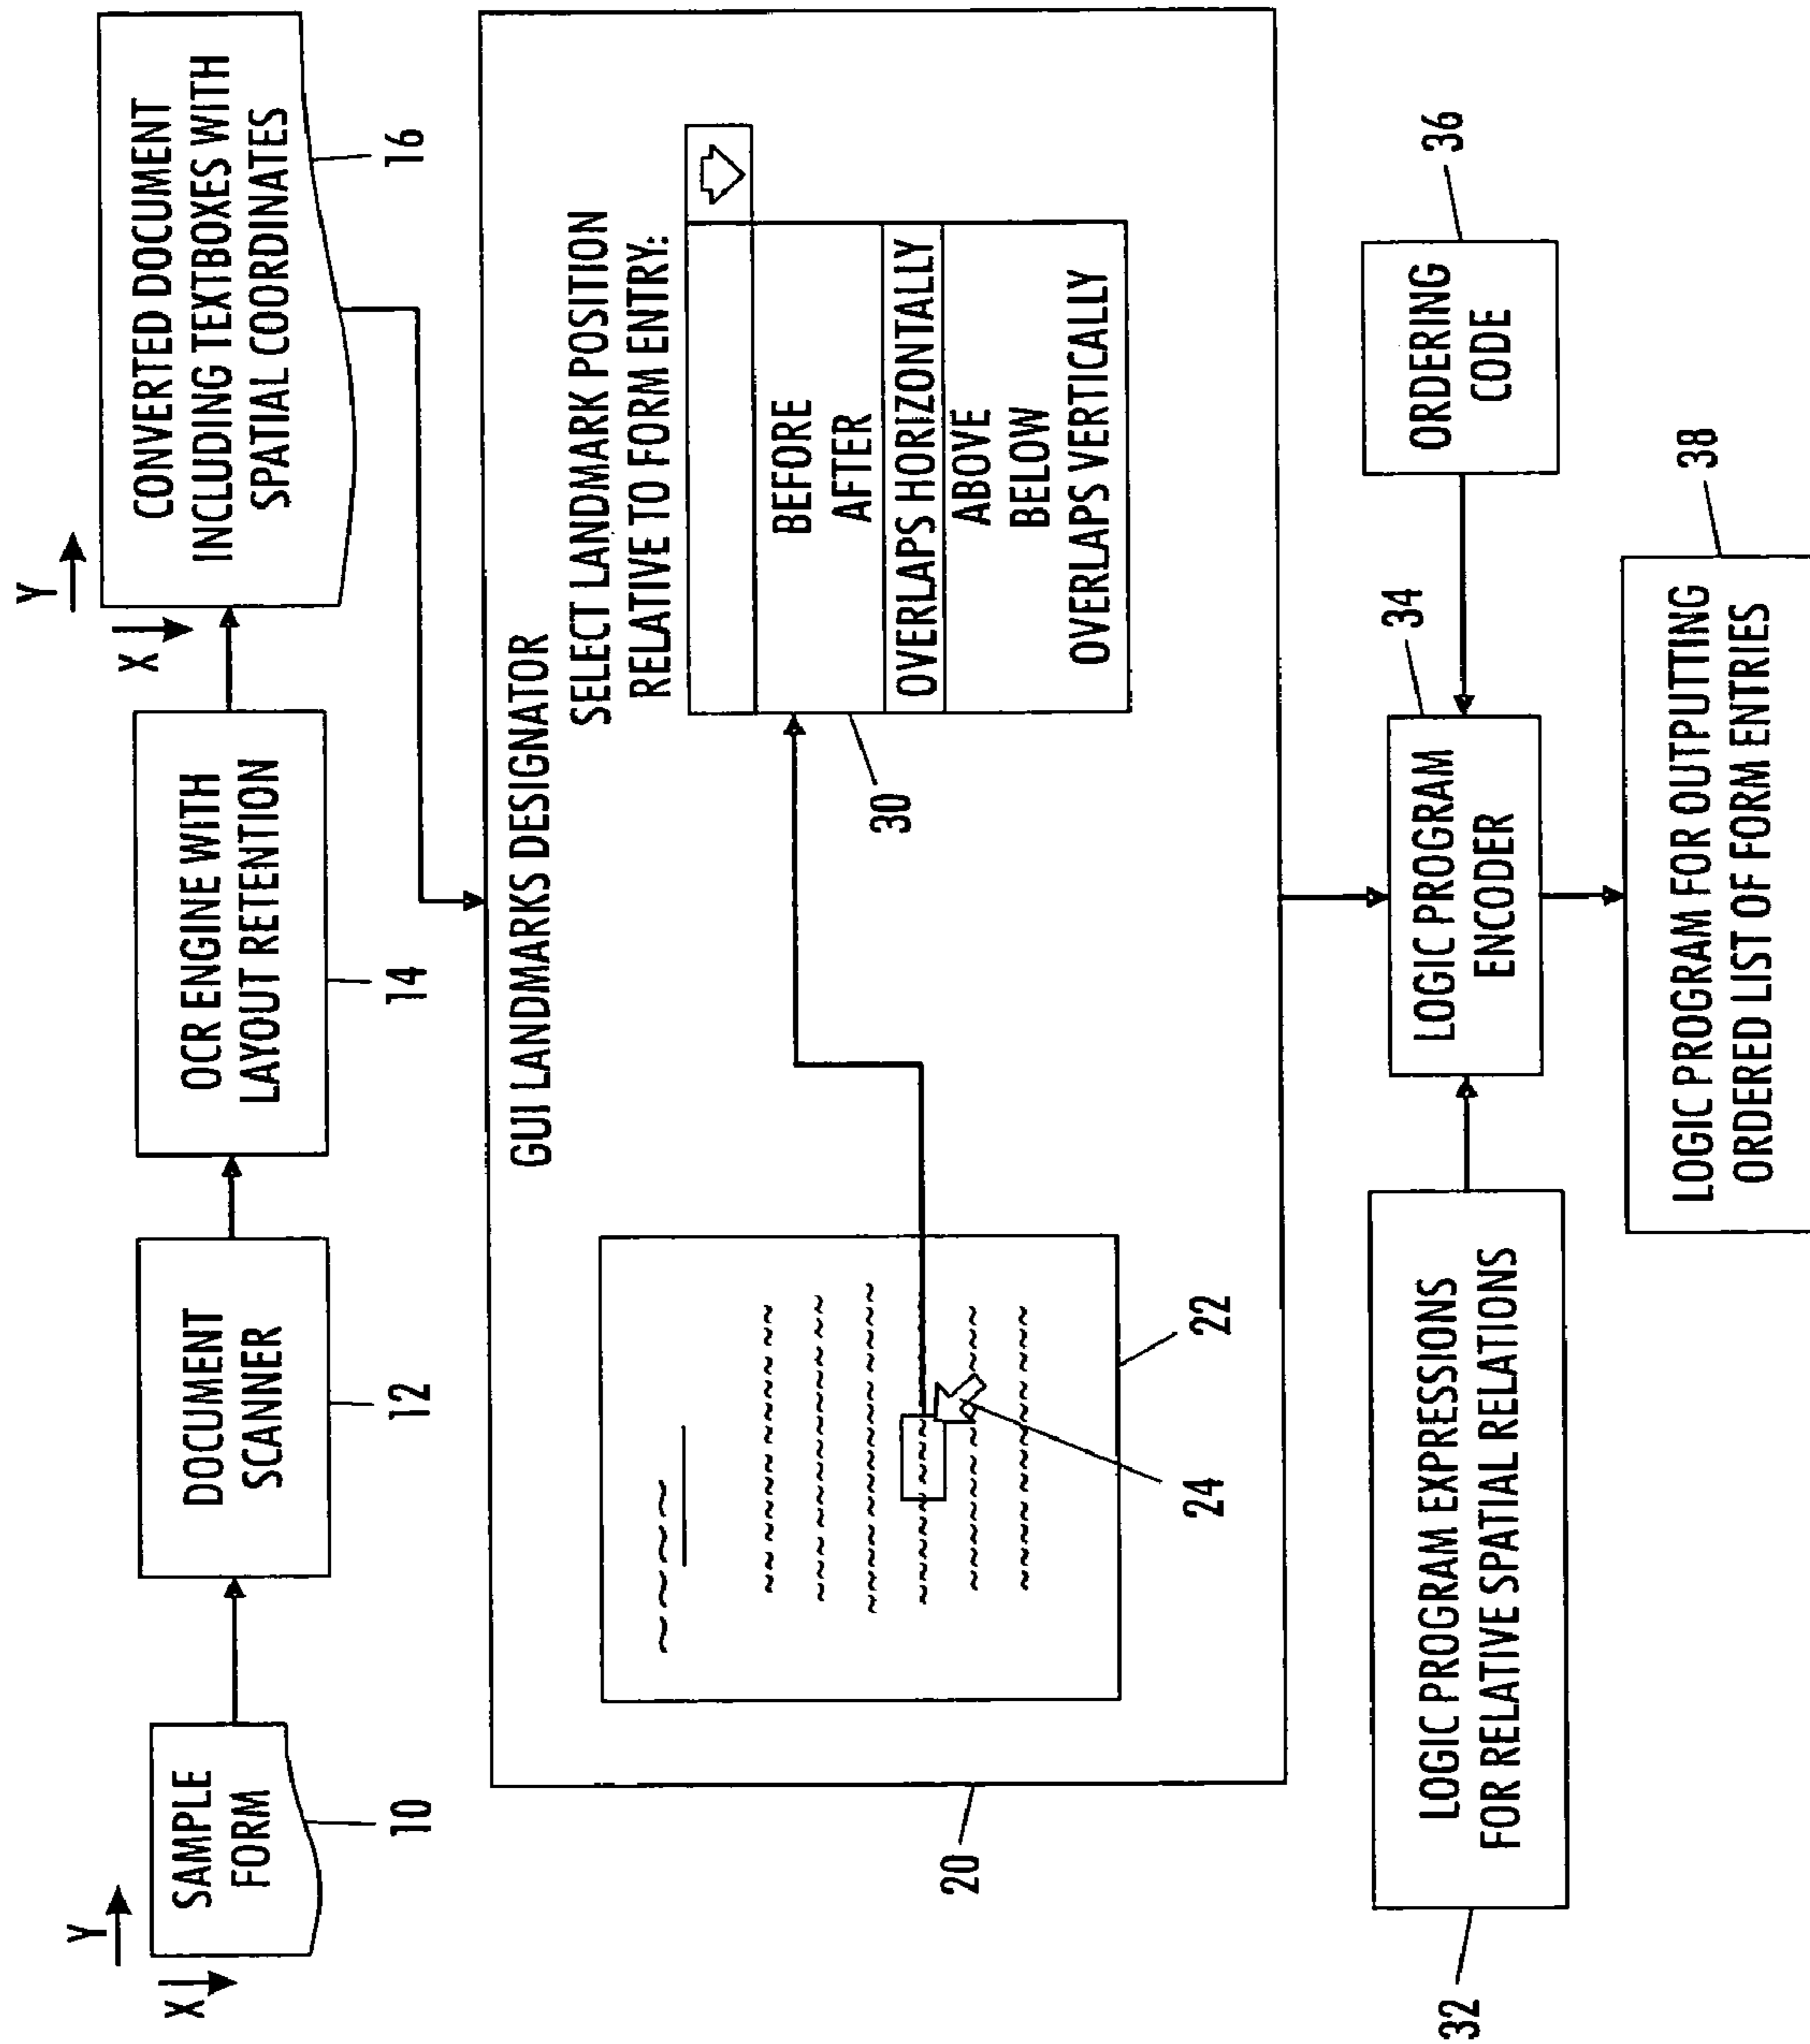 Y
X
SAMPLE
FORM
10
DOCUMENT
SCANNER
12
OCR ENGINE WITH
LAYOUT RETENTION
14
Y
X
CONVERTED DOCUMENT
INCLUDING TEXTBOXES WITH
SPATIAL COORDINATES
16
GUI LANDMARKS DESIGNATOR
SELECT LANDMARK POSITION
RELATIVE TO FORM ENTRY:
BEFORE
AFTER
OVERLAPS HORIZONTALLY
ABOVE
BELOW
OVERLAPS VERTICALLY
30
24
22
20
LOGIC PROGRAM EXPRESSIONS
FOR RELATIVE SPATIAL RELATIONS
32
LOGIC PROGRAM
ENCODER
34
ORDERING
CODE
36
LOGIC PROGRAM FOR OUTPUTTING
ORDERED LIST OF FORM ENTRIES
38